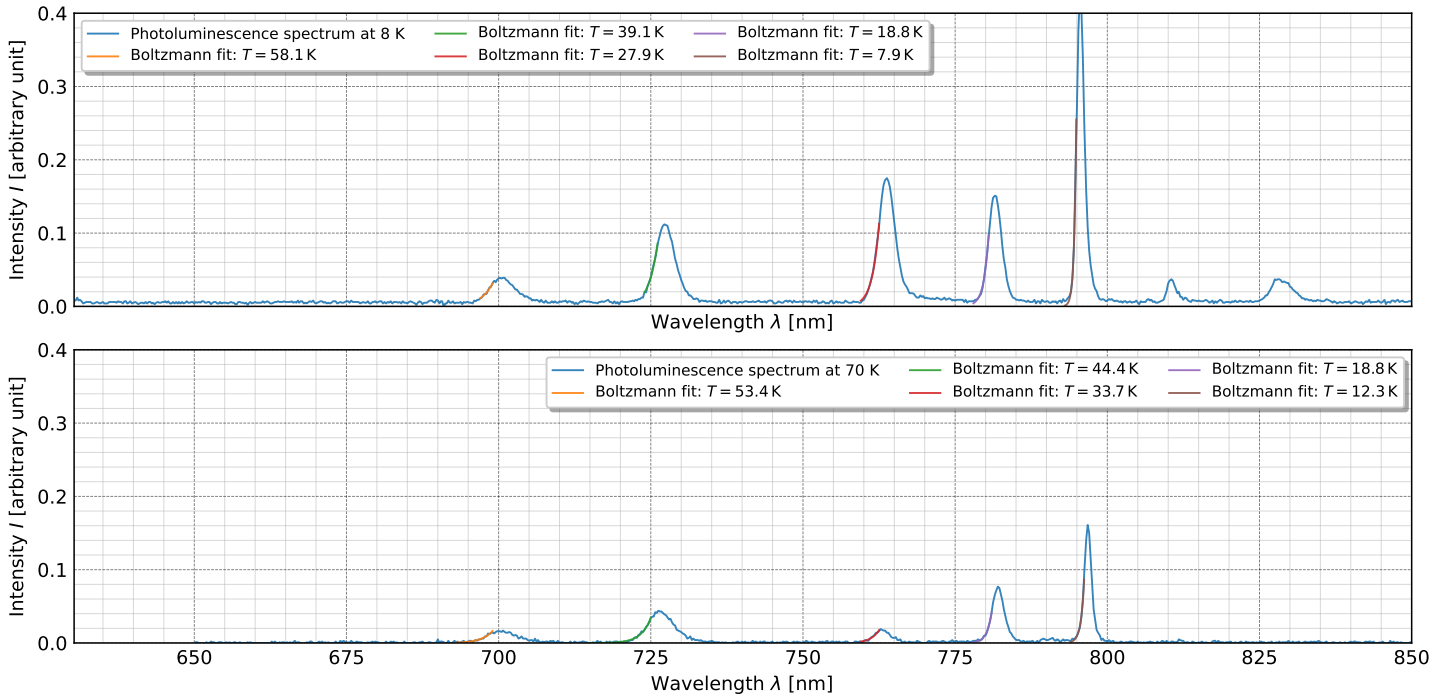 0.4
0.3
0.2
0.1
0.0
Intensity I [arbitrary unit]
Photoluminescence spectrum at 8 K
Boltzmann fit: T = 58.1 K
Boltzmann fit: T = 39.1 K
Boltzmann fit: T = 27.9 K
Boltzmann fit: T = 18.8 K
Boltzmann fit: T = 7.9 K
Wavelength λ [nm]
0.4
0.3
0.2
0.1
0.0
Intensity I [arbitrary unit]
Photoluminescence spectrum at 70 K
Boltzmann fit: T = 53.4 K
Boltzmann fit: T = 44.4 K
Boltzmann fit: T = 33.7 K
Boltzmann fit: T = 18.8 K
Boltzmann fit: T = 12.3 K
650 675 700 725 750 775 800 825 850
Wavelength λ [nm]